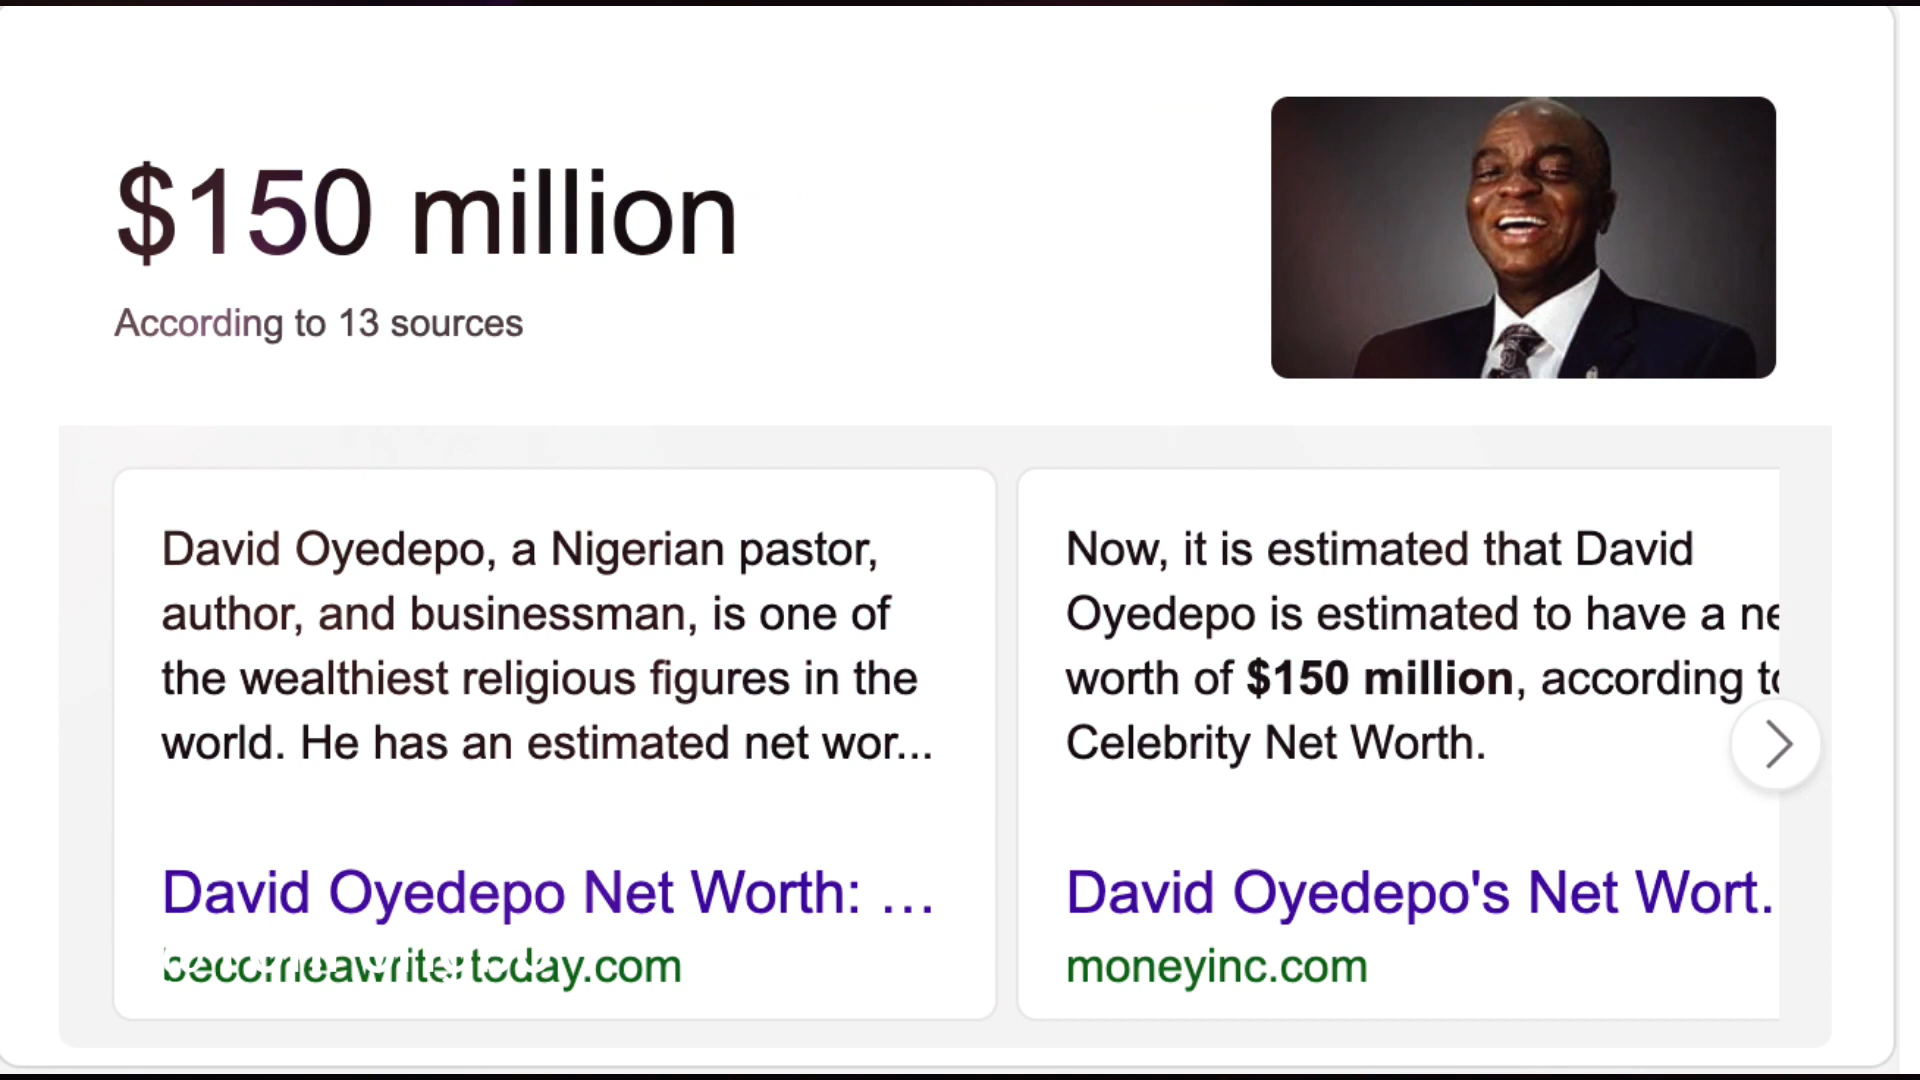 $150 million
According to 13 sources
David Oyedepo, a Nigerian pastor,
author, and businessman, is one of
the wealthiest religious figures in the
world. He has an estimated net wor...
David Oyedepo Net Worth: ...
becomeawritertoday.com
Now, it is estimated that David
Oyedepo is estimated to have a ne
worth of $150 million, according to
Celebrity Net Worth.
David Oyedepo's Net Wort.
moneyinc.com